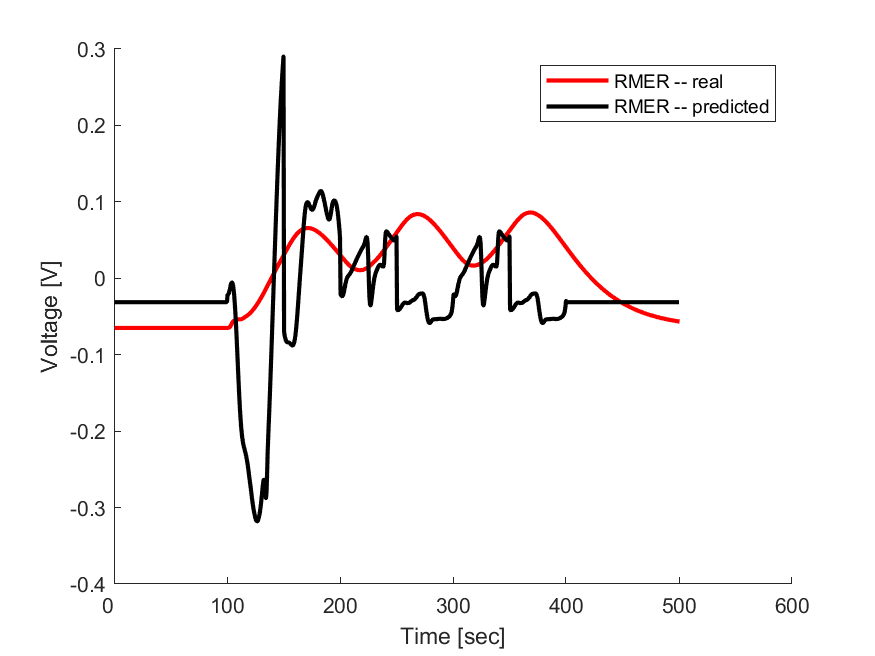 0.3
0.2
0.1
0
-0.1
-0.2
-0.3
-0.4
0 100 200 300 400 500 600
Voltage [V]
Time [sec]
RMER -- real
RMER -- predicted